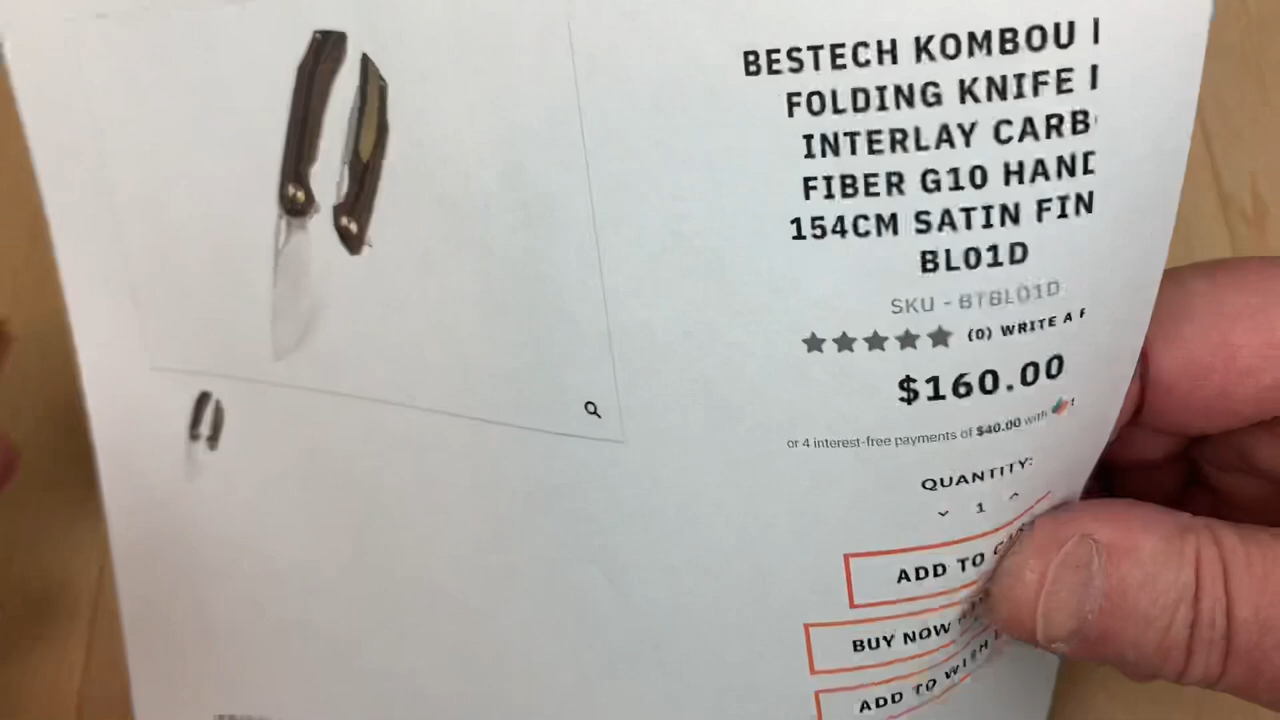 BESTECH KOMBOU
FOLDING KNIFE
INTERLAY CARB
FIBER G10 HAND
154CM SATIN FIN
BL01D
SKU - BTBL01D
(0) WRITE A
$160.00
or 4 interest-free payments of $40.00 with
QUANTITY:
1
ADD TO
BUY NOW
ADD TO WISH